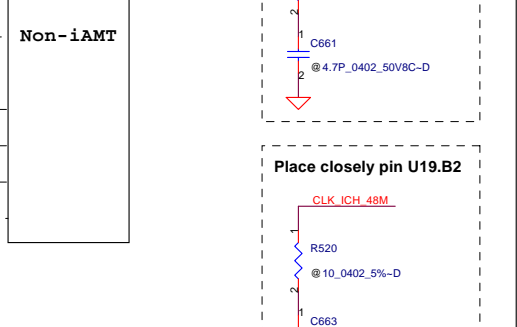 2
Non-iAMT
1
C661
@ 4.7P_0402_50V8C~D
2
Place closely pin U19.B2
CLK_ICH_48M
1
R520
@ 10_0402_5%~D
2
1
C663